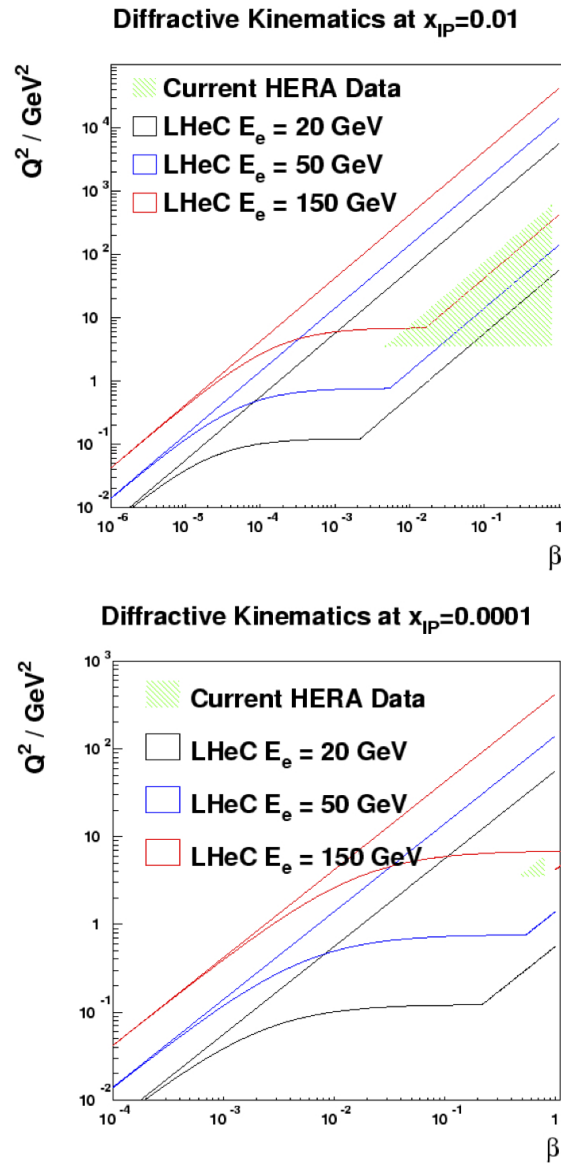 Diffractive Kinematics at x_IP=0.01
Q² / GeV²
Current HERA Data
LHeC E_e = 20 GeV
LHeC E_e = 50 GeV
LHeC E_e = 150 GeV
10⁴
10³
10²
10
1
10⁻¹
10⁻²
10⁻⁶ 10⁻⁵ 10⁻⁴ 10⁻³ 10⁻² 10⁻¹ 1
β
Diffractive Kinematics at x_IP=0.0001
Q² / GeV²
Current HERA Data
LHeC E_e = 20 GeV
LHeC E_e = 50 GeV
LHeC E_e = 150 GeV
10³
10²
10
1
10⁻¹
10⁻²
10⁻⁴ 10⁻³ 10⁻² 10⁻¹ 1
β